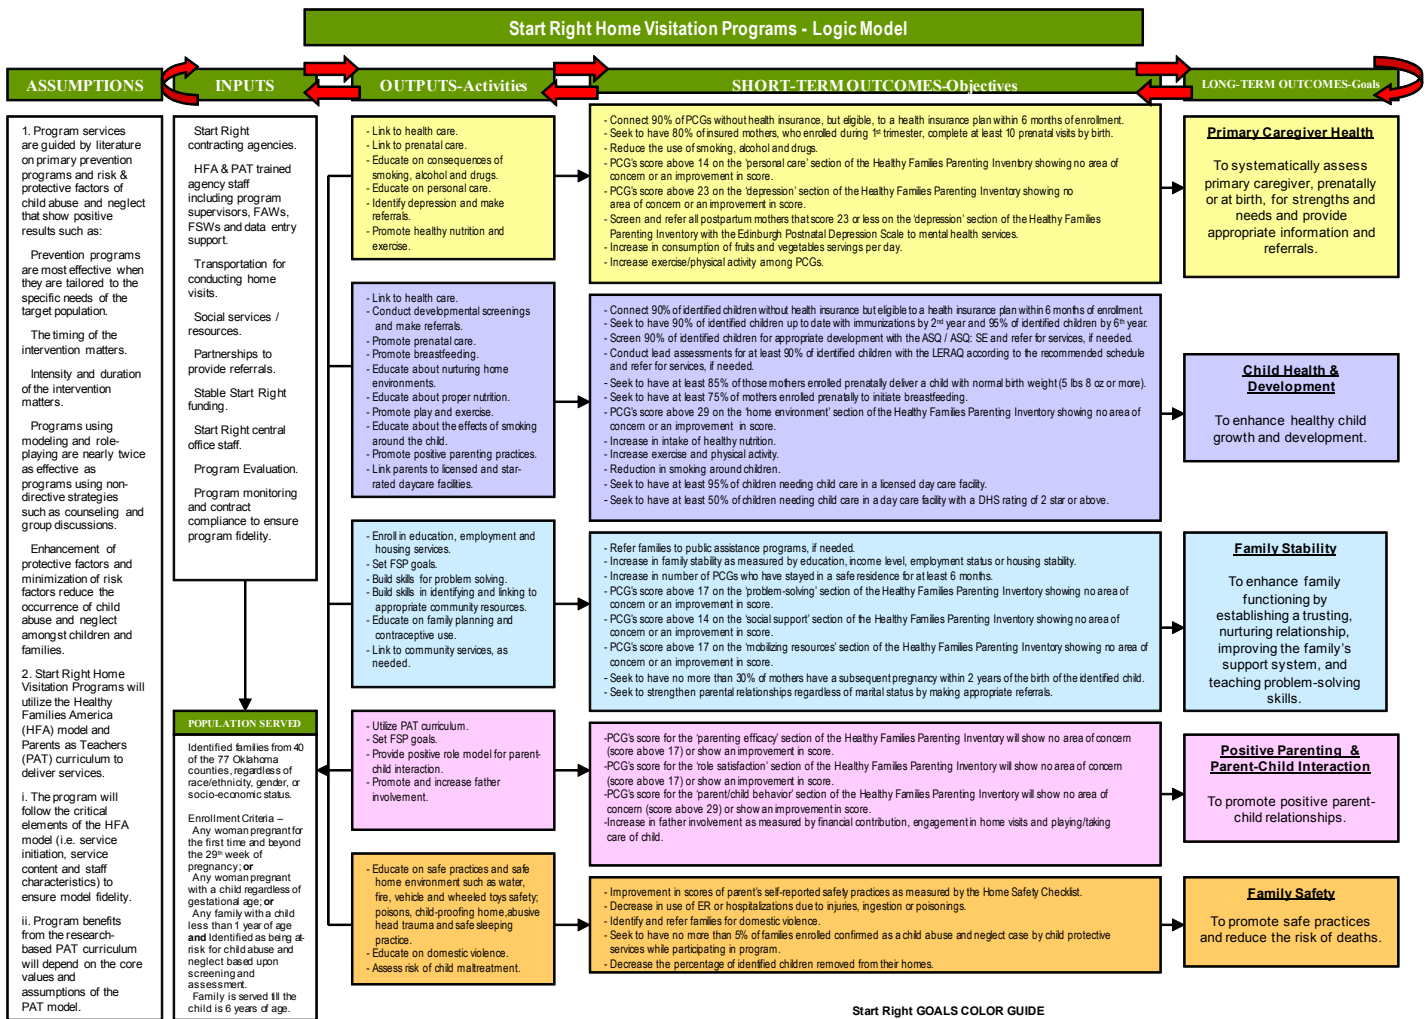 Start Right Home Visitation Programs - Logic Model
ASSUMPTIONS
INPUTS
OUTPUTS-Activities
SHORT-TERM OUTCOMES-Objectives
LONG-TERM OUTCOMES-Goals
1. Program services
are guided by literature
on primary prevention
programs and risk &
protective factors of
child abuse and neglect
that show positive
results such as:
Prevention programs
are most effective when
they are tailored to the
specific needs of the
target population.
The timing of the
intervention matters.
Intensity and duration
of the intervention
matters.
Programs using
modeling and role-
playing are nearly twice
as effective as
programs using non-
directive strategies
such as counseling and
group discussions.
Enhancement of
protective factors and
minimization of risk
factors reduce the
occurrence of child
abuse and neglect
amongst children and
families.
2. Start Right Home
Visitation Programs will
utilize the Healthy
Families America
(HFA) model and
Parents as Teachers
(PAT) curriculum to
deliver services.
i. The program will
follow the critical
elements of the HFA
model (i.e. service
initiation, service
content and staff
characteristics) to
ensure model fidelity.
ii. Program benefits
from the research-
based PAT curriculum
will depend on the core
values and
assumptions of the
PAT model.
Start Right
contracting agencies.
HFA & PAT trained
agency staff
including program
supervisors, FAWs,
FSWs and data entry
support.
Transportation for
conducting home
visits.
Social services /
resources.
Partnerships to
provide referrals.
Stable Start Right
funding.
Start Right central
office staff.
Program Evaluation.
Program monitoring
and contract
compliance to ensure
program fidelity.
POPULATION SERVED
Identified families from 40
of the 77 Oklahoma
counties, regardless of
race/ethnicity, gender, or
socio-economic status.
Enrollment Criteria –
Any woman pregnant for
the first time and beyond
the 29th week of
pregnancy; or
Any woman pregnant
with a child regardless of
gestational age; or
Any family with a child
less than 1 year of age
and Identified as being at-
risk for child abuse and
neglect based upon
screening and
assessment.
Family is served till the
child is 6 years of age.
- Link to health care.
- Link to prenatal care.
- Educate on consequences of
smoking, alcohol and drugs.
- Educate on personal care.
- Identify depression and make
referrals.
- Promote healthy nutrition and
exercise.
- Connect 90% of PCGs without health insurance, but eligible, to a health insurance plan within 6 months of enrollment.
- Seek to have 80% of insured mothers, who enrolled during 1st trimester, complete at least 10 prenatal visits by birth.
- Reduce the use of smoking, alcohol and drugs.
- PCG's score above 14 on the 'personal care' section of the Healthy Families Parenting Inventory showing no area of
concern or an improvement in score.
- PCG's score above 23 on the 'depression' section of the Healthy Families Parenting Inventory showing no
area of concern or an improvement in score.
- Screen and refer all postpartum mothers that score 23 or less on the 'depression' section of the Healthy Families
Parenting Inventory with the Edinburgh Postnatal Depression Scale to mental health services.
- Increase in consumption of fruits and vegetables servings per day.
- Increase exercise/physical activity among PCGs.
Primary Caregiver Health
To systematically assess
primary caregiver, prenatally
or at birth, for strengths and
needs and provide
appropriate information and
referrals.
- Link to health care.
- Conduct developmental screenings
and make referrals.
- Promote prenatal care.
- Promote breastfeeding.
- Educate about nurturing home
environments.
- Educate about proper nutrition.
- Promote play and exercise.
- Educate about the effects of smoking
around the child.
- Promote positive parenting practices.
- Link parents to licensed and star-
rated daycare facilities.
- Connect 90% of identified children without health insurance but eligible to a health insurance plan within 6 months of enrollment.
- Seek to have 90% of identified children up to date with immunizations by 2nd year and 95% of identified children by 6th year.
- Screen 90% of identified children for appropriate development with the ASQ / ASQ: SE and refer for services, if needed.
- Conduct lead assessments for at least 90% of identified children with the LERAQ according to the recommended schedule
and refer for services, if needed.
- Seek to have at least 85% of those mothers enrolled prenatally deliver a child with normal birth weight (5 lbs 8 oz or more).
- Seek to have at least 75% of mothers enrolled prenatally to initiate breastfeeding.
- PCG's score above 29 on the 'home environment' section of the Healthy Families Parenting Inventory showing no area of
concern or an improvement in score.
- Increase in intake of healthy nutrition.
- Increase exercise and physical activity.
- Reduction in smoking around children.
- Seek to have at least 95% of children needing child care in a licensed day care facility.
- Seek to have at least 50% of children needing child care in a day care facility with a DHS rating of 2 star or above.
Child Health &
Development
To enhance healthy child
growth and development.
- Enroll in education, employment and
housing services.
- Set FSP goals.
- Build skills for problem solving.
- Build skills in identifying and linking to
appropriate community resources.
- Educate on family planning and
contraceptive use.
- Link to community services, as
needed.
- Refer families to public assistance programs, if needed.
- Increase in family stability as measured by education, income level, employment status or housing stability.
- Increase in number of PCGs who have stayed in a safe residence for at least 6 months.
- PCG's score above 17 on the 'problem-solving' section of the Healthy Families Parenting Inventory showing no area of
concern or an improvement in score.
- PCG's score above 14 on the 'social support' section of the Healthy Families Parenting Inventory showing no area of
concern or an improvement in score.
- PCG's score above 17 on the 'mobilizing resources' section of the Healthy Families Parenting Inventory showing no area of
concern or an improvement in score.
- Seek to have no more than 30% of mothers have a subsequent pregnancy within 2 years of the birth of the identified child.
- Seek to strengthen parental relationships regardless of marital status by making appropriate referrals.
Family Stability
To enhance family
functioning by
establishing a trusting,
nurturing relationship,
improving the family's
support system, and
teaching problem-solving
skills.
- Utilize PAT curriculum.
- Set FSP goals.
- Provide positive role model for parent-
child interaction.
- Promote and increase father
involvement.
-PCG's score for the 'parenting efficacy' section of the Healthy Families Parenting Inventory will show no area of concern
(score above 17) or show an improvement in score.
-PCG's score for the 'role satisfaction' section of the Healthy Families Parenting Inventory will show no area of concern
(score above 17) or show an improvement in score.
-PCG's score for the 'parent/child behavior' section of the Healthy Families Parenting Inventory will show no area of
concern (score above 29) or show an improvement in score.
-Increase in father involvement as measured by financial contribution, engagement in home visits and playing/taking
care of child.
Positive Parenting &
Parent-Child Interaction
To promote positive parent-
child relationships.
- Educate on safe practices and safe
home environment such as water,
fire, vehicle and wheeled toys safety;
poisons, child-proofing home,abusive
head trauma and safe sleeping
practice.
- Educate on domestic violence.
- Assess risk of child maltreatment.
- Improvement in scores of parent's self-reported safety practices as measured by the Home Safety Checklist.
- Decrease in use of ER or hospitalizations due to injuries, ingestion or poisonings.
- Identify and refer families for domestic violence.
- Seek to have no more than 5% of families enrolled confirmed as a child abuse and neglect case by child protective
services while participating in program.
- Decrease the percentage of identified children removed from their homes.
Family Safety
To promote safe practices
and reduce the risk of deaths.
Start Right GOALS COLOR GUIDE